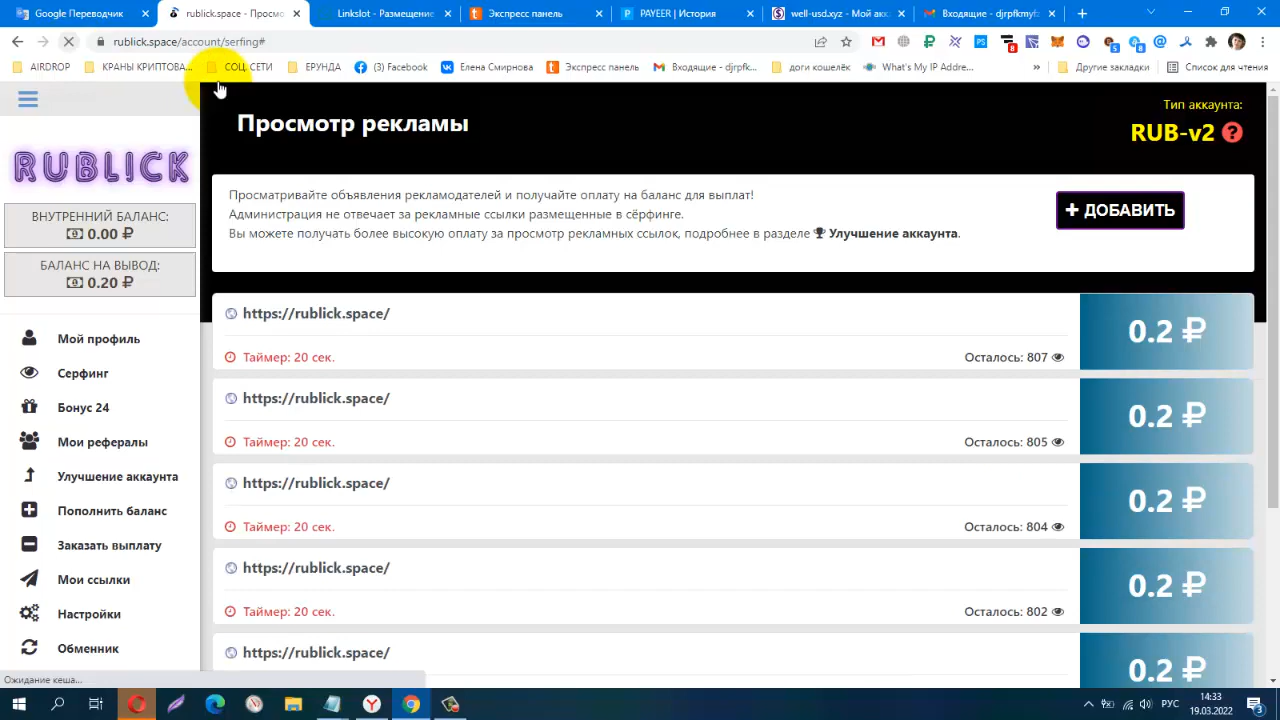 Google Переводчик
rublick.space - Просмо
Linkslot - Размещение
Экспресс панель
PAYEER | История
well-usd.xyz - Мой акк
Входящие - djrpfkmyfz
rublick.space/account/serfing#
8
5
8
AIRDROP
КРАНЫ КРИПТОВА...
СОЦ. СЕТИ
ЕРУНДА
(3) Facebook
Елена Смирнова
Экспресс панель
Входящие - djrpfk...
доги кошелёк
What's My IP Addre...
»
Другие закладки
Список для чтения
RUBLICK
ВНУТРЕННИЙ БАЛАНС:
0.00 ₽
БАЛАНС НА ВЫВОД:
0.20 ₽
Мой профиль
Серфинг
Бонус 24
Мои рефералы
Улучшение аккаунта
Пополнить баланс
Заказать выплату
Мои ссылки
Настройки
Обменник
Просмотр рекламы
Тип аккаунта:
RUB-v2 ?
Просматривайте объявления рекламодателей и получайте оплату на баланс для выплат!
Администрация не отвечает за рекламные ссылки размещенные в сёрфинге.
Вы можете получать более высокую оплату за просмотр рекламных ссылок, подробнее в разделе Улучшение аккаунта.
+ ДОБАВИТЬ
https://rublick.space/
Таймер: 20 сек.
Осталось: 807
0.2 ₽
https://rublick.space/
Таймер: 20 сек.
Осталось: 805
0.2 ₽
https://rublick.space/
Таймер: 20 сек.
Осталось: 804
0.2 ₽
https://rublick.space/
Таймер: 20 сек.
Осталось: 802
0.2 ₽
https://rublick.space/
0.2 ₽
Ожидание кеша...
РУС
14:33
19.03.2022
3